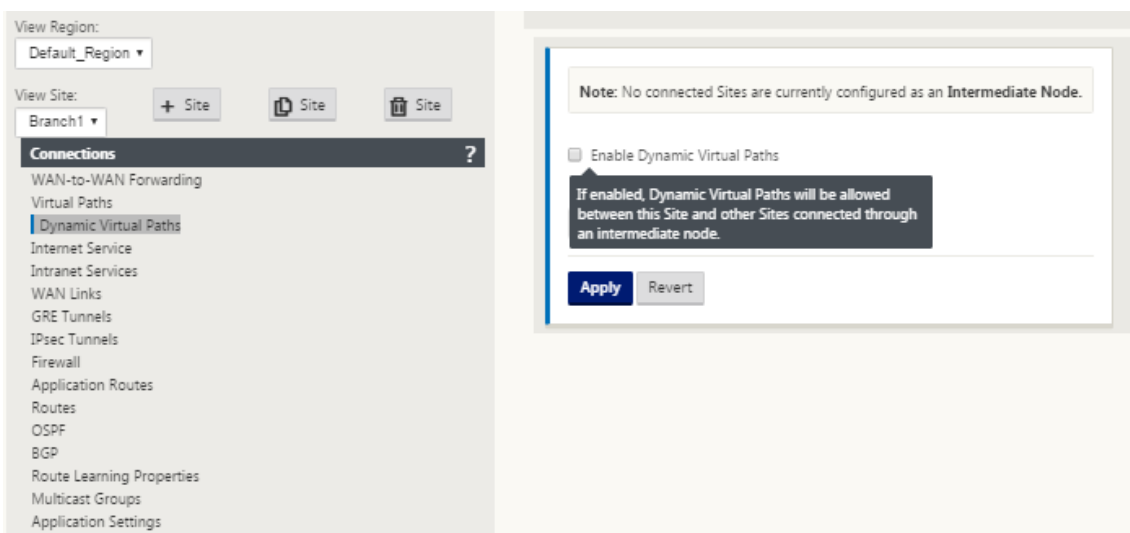 View Region:
Default_Region ▾
View Site:
Branch1 ▾
+ Site
Site
Site
Connections ?
WAN-to-WAN Forwarding
Virtual Paths
Dynamic Virtual Paths
Internet Service
Intranet Services
WAN Links
GRE Tunnels
IPsec Tunnels
Firewall
Application Routes
Routes
OSPF
BGP
Route Learning Properties
Multicast Groups
Application Settings
Note: No connected Sites are currently configured as an Intermediate Node.
Enable Dynamic Virtual Paths
If enabled, Dynamic Virtual Paths will be allowed
between this Site and other Sites connected through
an intermediate node.
Apply Revert